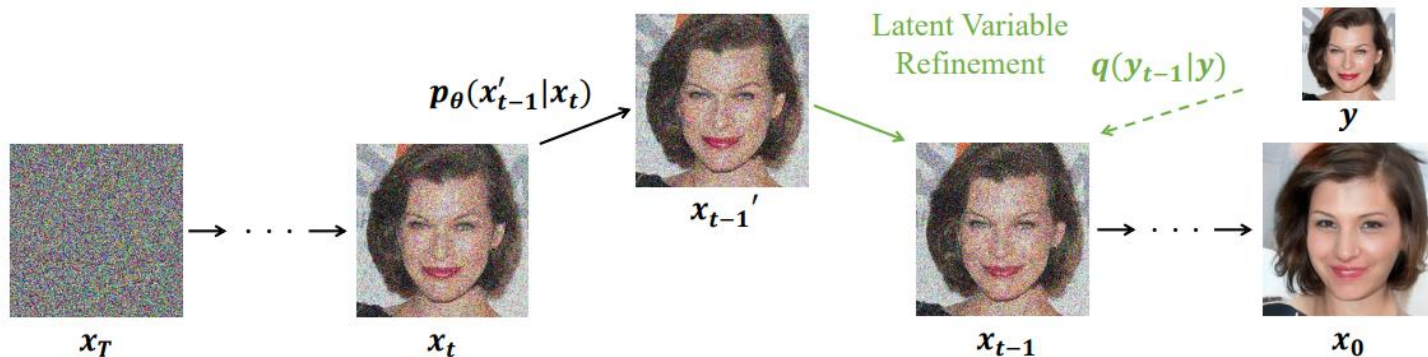 Latent Variable
Refinement
q(y_{t-1}|y)
p_θ(x'_{t-1}|x_t)
y
x_{t-1}'
· · ·
· · ·
x_T
x_t
x_{t-1}
x_0